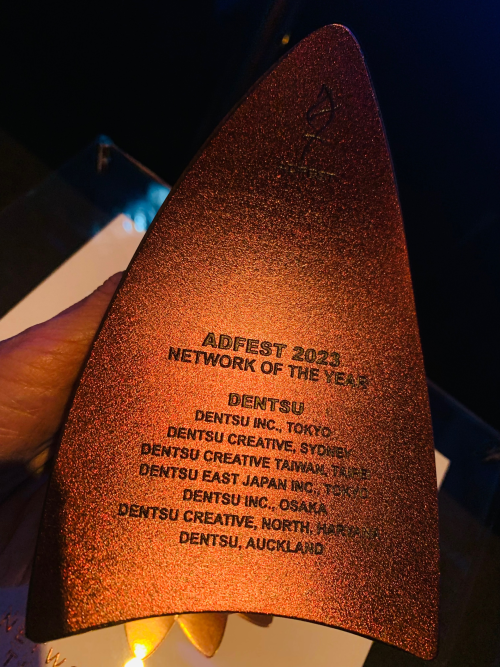 ADFEST 2023
NETWORK OF THE YEAR
DENTSU
DENTSU INC., TOKYO
DENTSU CREATIVE, SYDNEY
DENTSU CREATIVE TAIWAN, TAIPEI
DENTSU EAST JAPAN INC., TOKYO
DENTSU INC., OSAKA
DENTSU CREATIVE, NORTH,
DENTSU, AUCKLAND